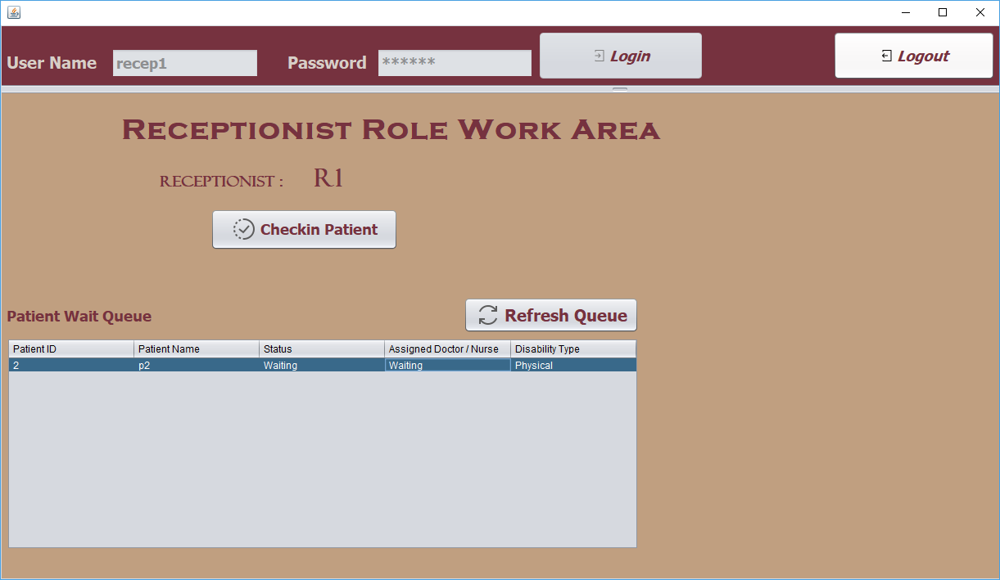 User Name recep1 Password ****** Login Logout
Receptionist Role Work Area
RECEPTIONIST : R1
Checkin Patient
Patient Wait Queue Refresh Queue
Patient ID Patient Name Status Assigned Doctor / Nurse Disability Type
2 p2 Waiting Waiting Physical